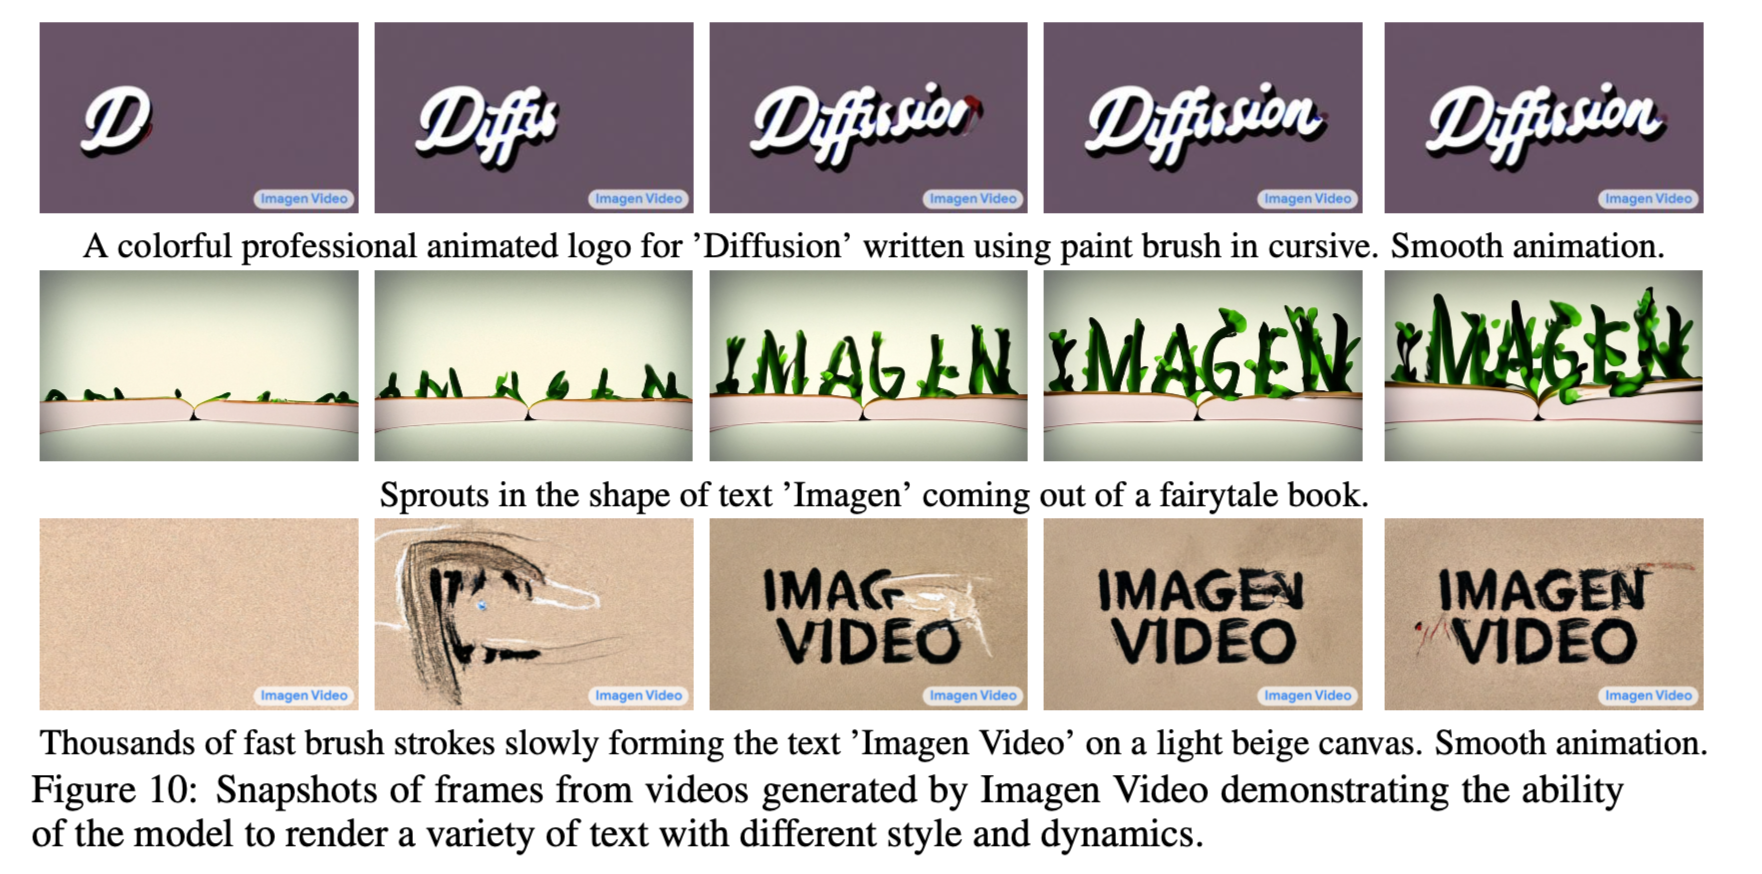 D Diffus Diffussion Diffussion Diffussion
Imagen Video Imagen Video Imagen Video Imagen Video Imagen Video
A colorful professional animated logo for ’Diffusion’ written using paint brush in cursive. Smooth animation.
IMAGEN IMAGEN IMAGEN
Sprouts in the shape of text ’Imagen’ coming out of a fairytale book.
IMAG IMAGEN IMAGEN
VIDEO VIDEO VIDEO
Imagen Video Imagen Video Imagen Video Imagen Video Imagen Video
Thousands of fast brush strokes slowly forming the text ’Imagen Video’ on a light beige canvas. Smooth animation.
Figure 10: Snapshots of frames from videos generated by Imagen Video demonstrating the ability
of the model to render a variety of text with different style and dynamics.